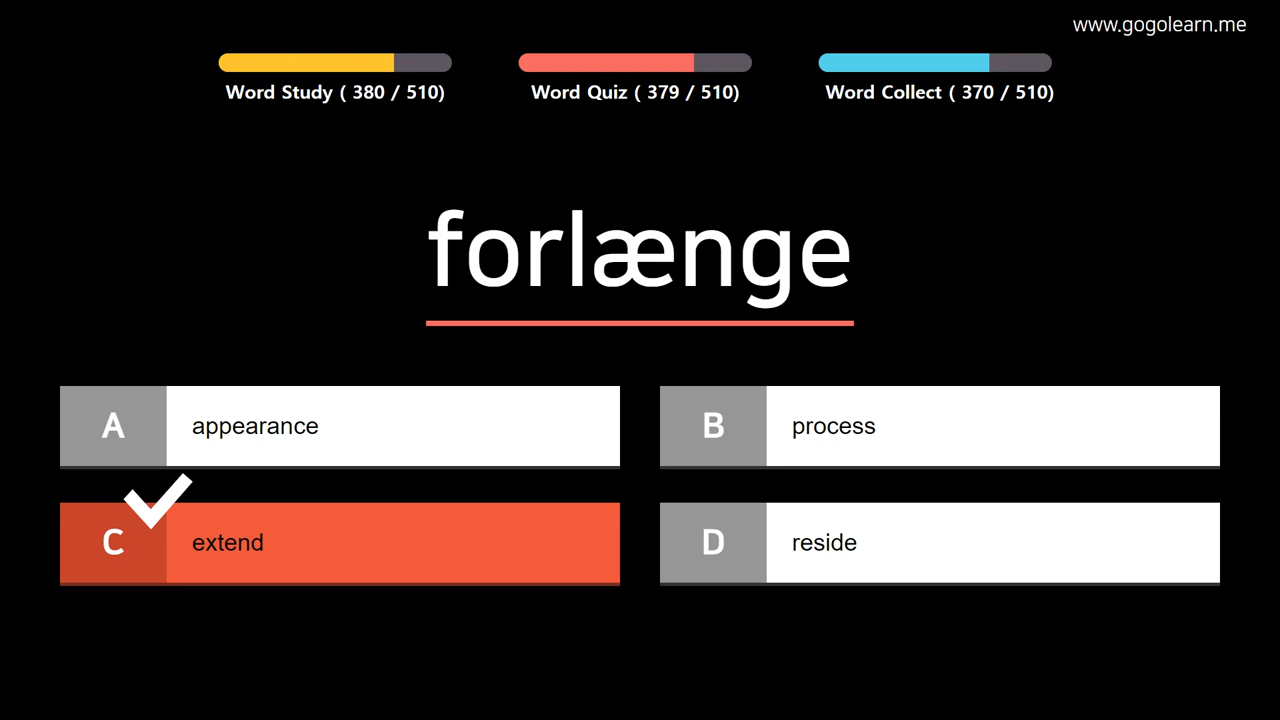 www.gogolearn.me
Word Study ( 380 / 510)
Word Quiz ( 379 / 510)
Word Collect ( 370 / 510)
forlænge
A appearance
B process
C extend
D reside